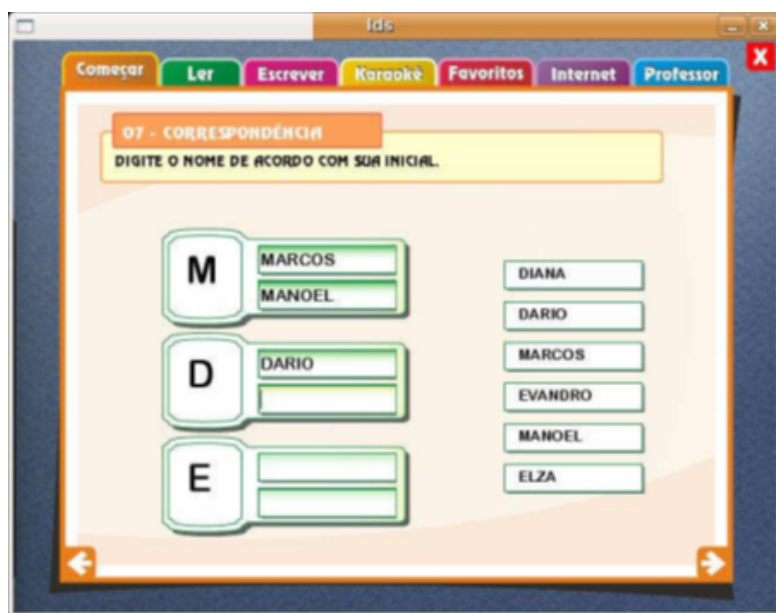 lds
Começar Ler Escrever Karaokê Favoritos Internet Professor X
07 - CORRESPONDÊNCIA
DIGITE O NOME DE ACORDO COM SUA INICIAL.
M
MARCOS
MANOEL
D
DARIO
E
DIANA
DARIO
MARCOS
EVANDRO
MANOEL
ELZA